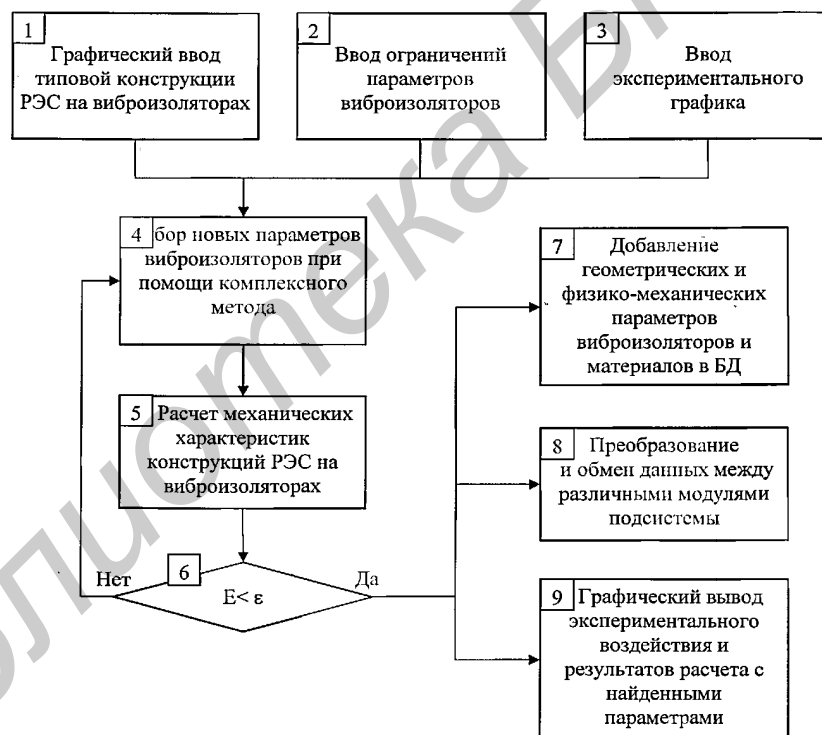 1
Графический ввод
типовой конструкции
РЭС на виброизоляторах
2
Ввод ограничений
параметров
виброизоляторов
3
Ввод
экспериментального
графика
4 бор новых параметров
виброизоляторов при
помощи комплексного
метода
5 Расчет механических
характеристик
конструкций РЭС на
виброизоляторах
6
Нет
Да
E< ε
7 Добавление
геометрических и
физико-механических
параметров
виброизоляторов и
материалов в БД
8 Преобразование
и обмен данных между
различными модулями
подсистемы
9 Графический вывод
экспериментального
воздействия и
результатов расчета с
найденными
параметрами